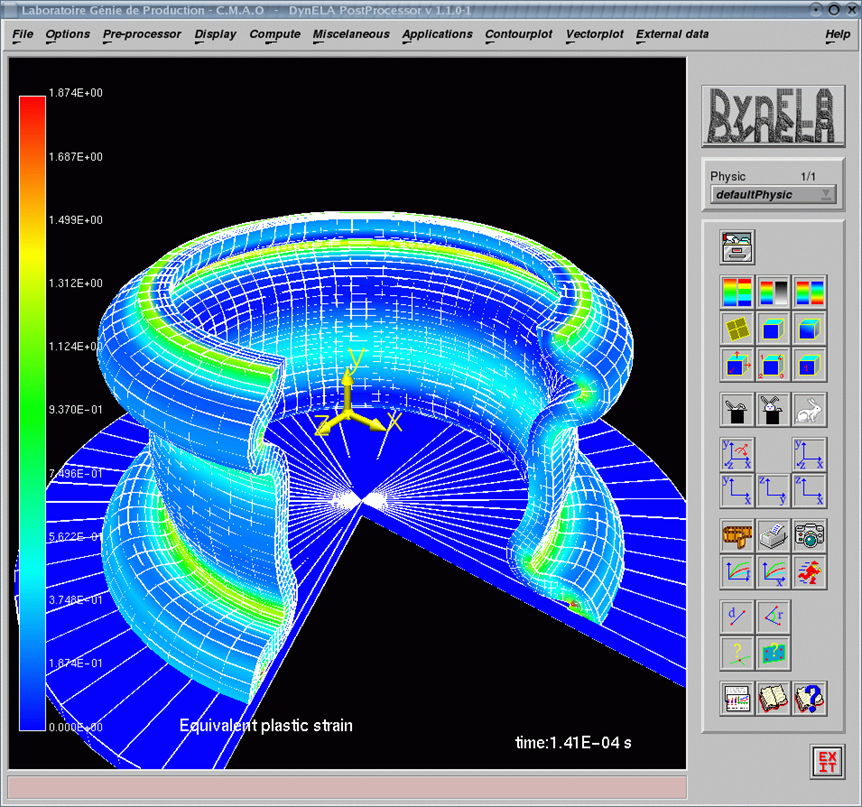 Laboratoire Génie de Production - C.M.A.O - DynELA PostProcessor v 1.1.0-1
File Options Pre-processor Display Compute Miscelaneous Applications Contourplot Vectorplot External data Help
DynELA
Physic 1/1
defaultPhysic
1.874E+00
1.687E+00
1.499E+00
1.312E+00
1.124E+00
9.370E-01
7.496E-01
5.622E-01
3.748E-01
1.874E-01
0.000E+00
y
z
x
Equivalent plastic strain
time:1.41E-04 s
EXIT